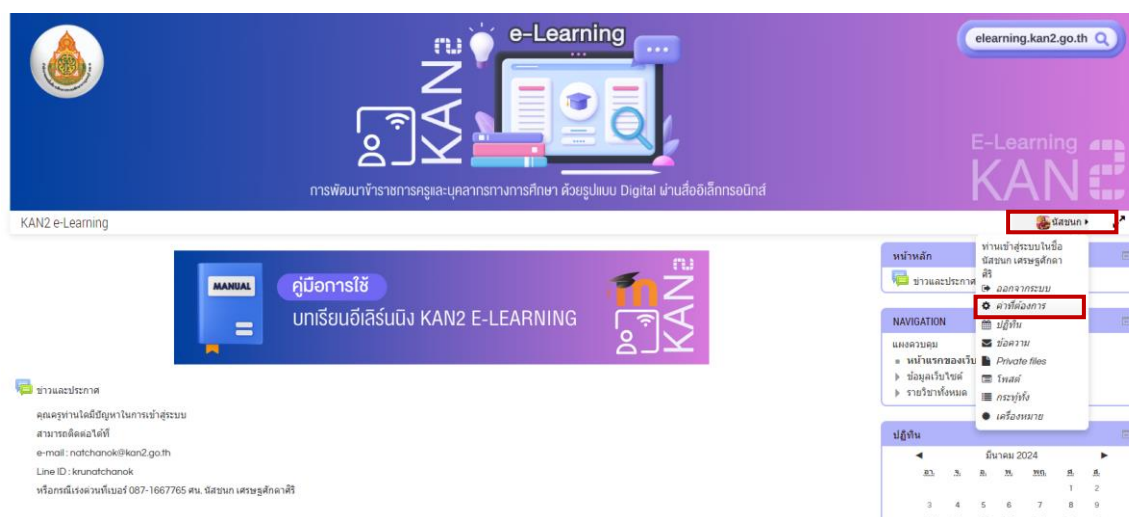 e-Learning
elearning.kan2.go.th
KAN2
E-Learning
KAN2
การพัฒนาข้าราชการครูและบุคลากรทางการศึกษา ด้วยรูปแบบ Digital ผ่านสื่ออิเล็กทรอนิกส์
KAN2 e-Learning
นัสชนก
MANUAL
คู่มือการใช้
บทเรียนอีเลิร์นนิง KAN2 E-LEARNING
KAN2
ข่าวและประกาศ
คุณครูท่านใดมีปัญหาในการเข้าสู่ระบบ
สามารถติดต่อได้ที่
e-mail : natchanok@kan2.go.th
Line ID : krunatchanok
หรือกรณีเร่งด่วนที่เบอร์ 087-1667765 ศน. นัสชนก เศรษฐศักดาศิริ
หน้าหลัก
ข่าวและประกาศ
NAVIGATION
แผงควบคุม
หน้าแรกของเว็บ
ข้อมูลเว็บไซต์
รายวิชาทั้งหมด
ท่านเข้าสู่ระบบในชื่อ
นัสชนก เศรษฐศักดา
ศิริ
ออกจากระบบ
ค่าที่ต้องการ
ปฏิทิน
ข้อความ
Private files
โพสต์
กระทู้ทั้ง
เครื่องหมาย
ปฏิทิน
มีนาคม 2024
อา. จ. อ. พ. พฤ. ศ. ส.
1 2
3 4 5 6 7 8 9